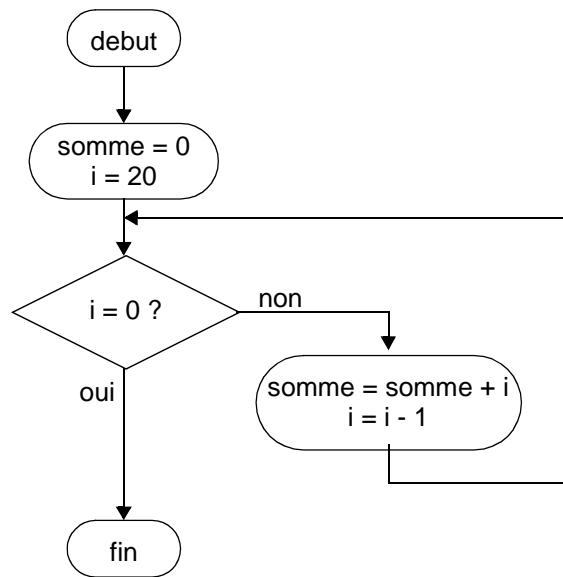 debut
somme = 0
i = 20
i = 0 ?
non
oui
somme = somme + i
i = i - 1
fin